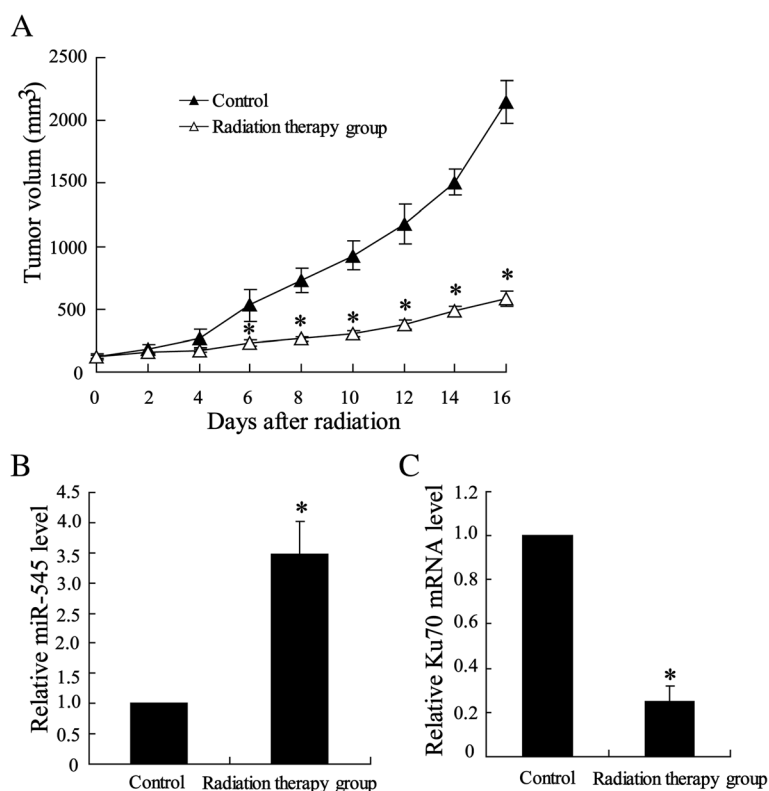 A
2500
2000
1500
1000
500
0
Tumor volum (mm³)
Control
Radiation therapy group
* * * * * *
0 2 4 6 8 10 12 14 16
Days after radiation
B
4.5
4.0
3.5
3.0
2.5
2.0
1.5
1.0
0.5
0
Relative miR-545 level
*
Control Radiation therapy group
C
1.2
1.0
0.8
0.6
0.4
0.2
0
Relative Ku70 mRNA level
*
Control Radiation therapy group